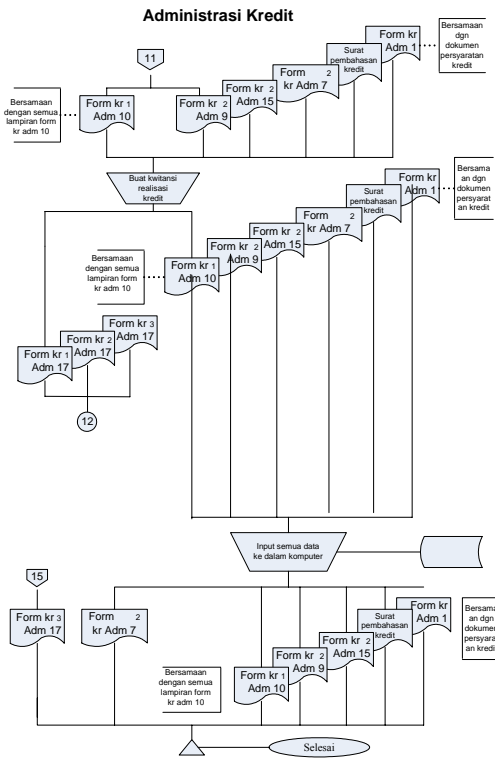 Administrasi Kredit
11
Bersamaan
dengan semua
lampiran form
kr adm 10
Form kr 1
Adm 10
Form kr 2
Adm 9
Form kr 2
Adm 15
Form 2
kr Adm 7
Surat
pembahasan
kredit
Form kr
Adm 1
Bersamaan
dgn
dokumen
persyaratan
kredit
Buat kwitansi
realisasi
kredit
Bersamaan
dengan semua
lampiran form
kr adm 10
Form kr 1
Adm 10
Form kr 2
Adm 9
Form kr 2
Adm 15
Form 2
kr Adm 7
Surat
pembahasan
kredit
Form kr
Adm 1
Bersama
an dgn
dokumen
persyarat
an kredit
Form kr 1
Adm 17
Form kr 2
Adm 17
Form kr 3
Adm 17
12
Input semua data
ke dalam komputer
15
Form kr 3
Adm 17
Form 2
kr Adm 7
Bersamaan
dengan semua
lampiran form
kr adm 10
Form kr 1
Adm 10
Form kr 2
Adm 9
Form kr 2
Adm 15
Surat
pembahasan
kredit
Form kr
Adm 1
Bersama
an dgn
dokumen
persyarat
an kredit
Selesai